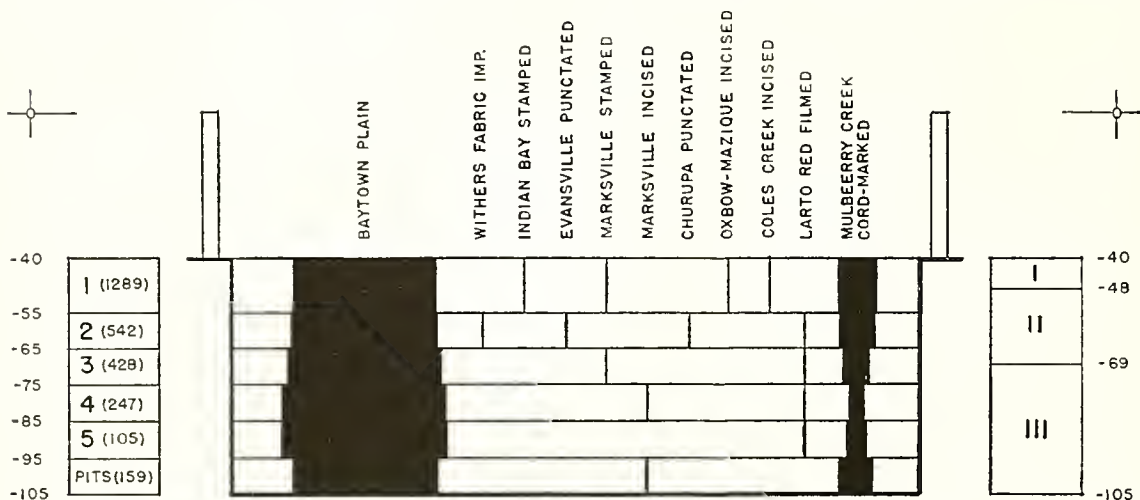 BAYTOWN PLAIN
WITHERS FABRIC IMP.
INDIAN BAY STAMPED
EVANSVILLE PUNCTATED
MARKSVILLE STAMPED
MARKSVILLE INCISED
CHURUPA PUNCTATED
OXBOW-MAZIQUE INCISED
COLES CREEK INCISED
LARTO RED FILMED
MULBERRY CREEK
CORD-MARKED
-40
1 (1289)
-55
2 (542)
-65
3 (428)
-75
4 (247)
-85
5 (105)
-95
PITS(159)
-105
-40
I
-48
II
-69
III
-105